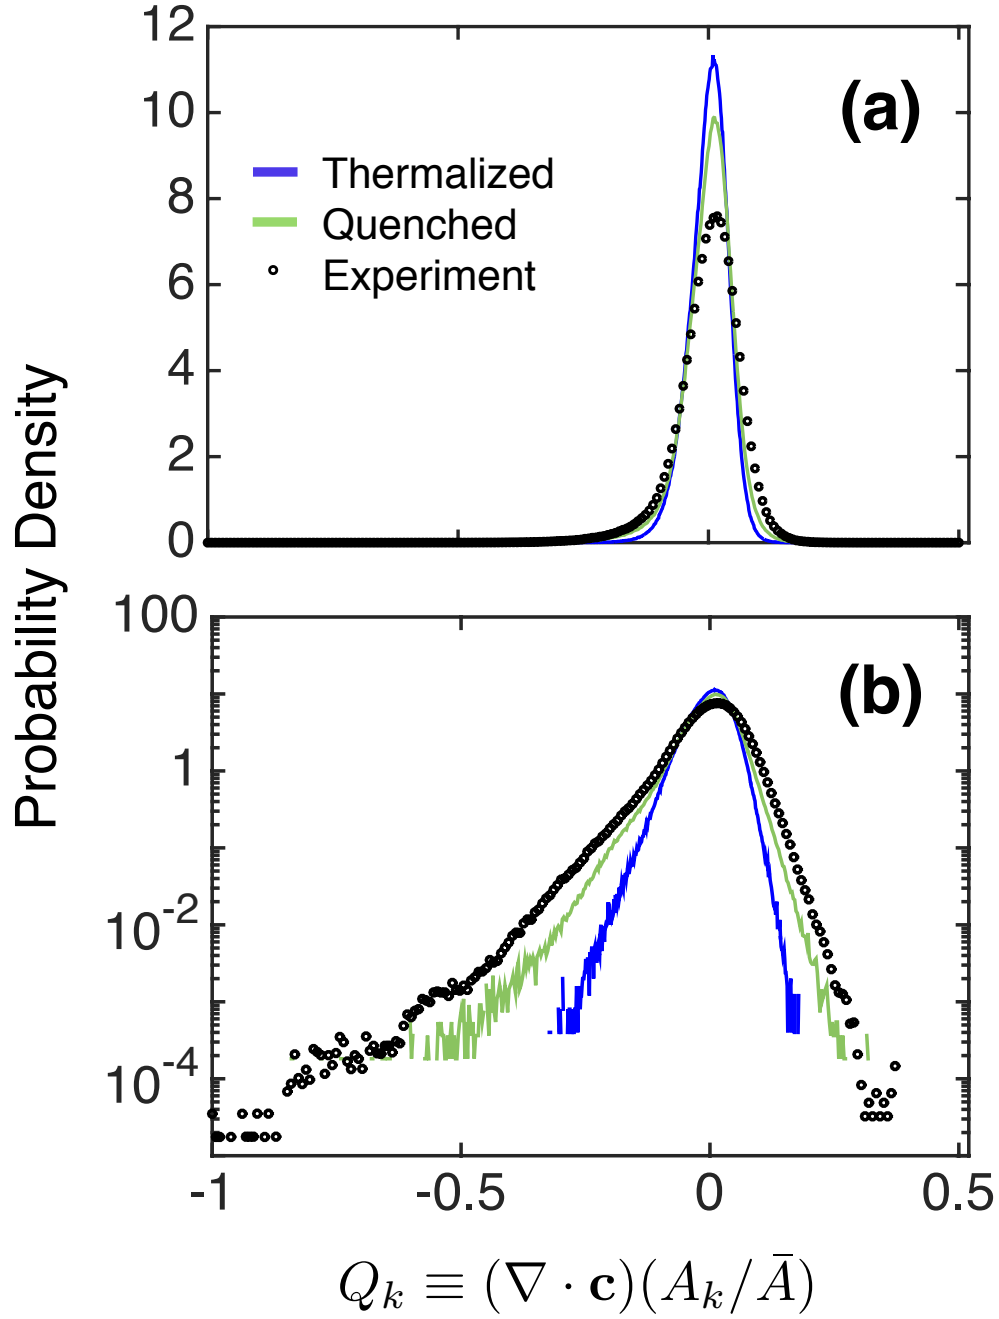 Probability Density
12
10
8
6
4
2
0
(a)
Thermalized
Quenched
Experiment
100
1
10^-2
10^-4
(b)
-1 -0.5 0 0.5
Q_k ≡ (∇ · c)(A_k/Ā)